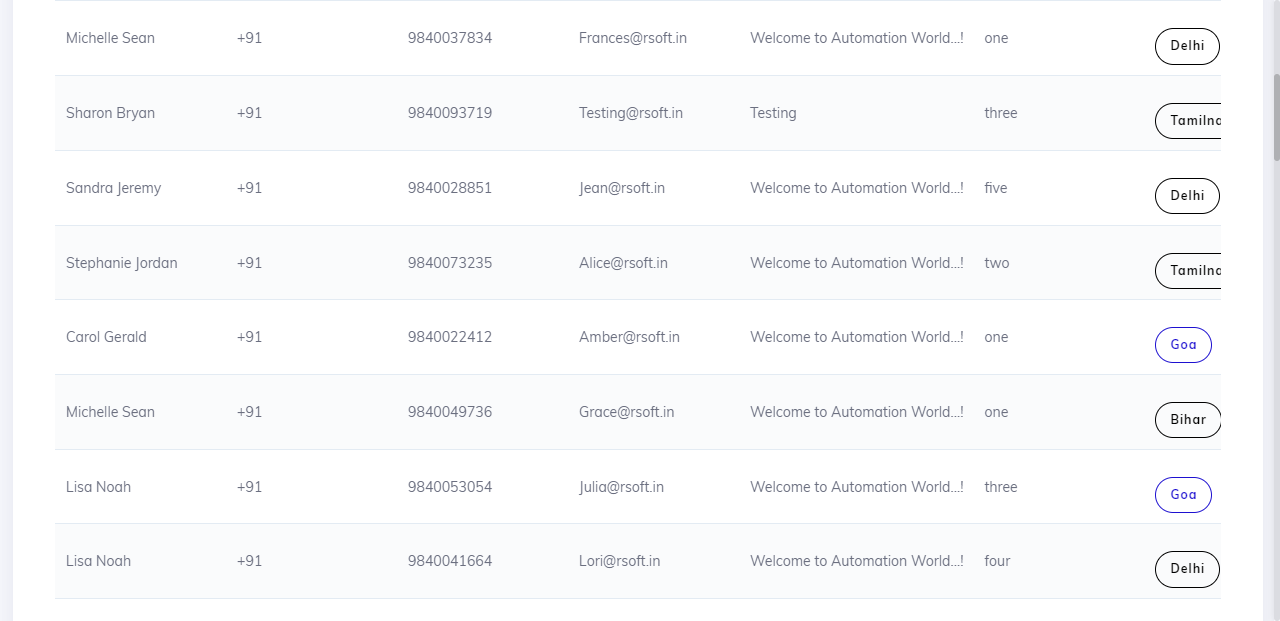 Michelle Sean +91 9840037834 Frances@rsoft.in Welcome to Automation World...! one Delhi
Sharon Bryan +91 9840093719 Testing@rsoft.in Testing three Tamilna
Sandra Jeremy +91 9840028851 Jean@rsoft.in Welcome to Automation World...! five Delhi
Stephanie Jordan +91 9840073235 Alice@rsoft.in Welcome to Automation World...! two Tamilna
Carol Gerald +91 9840022412 Amber@rsoft.in Welcome to Automation World...! one Goa
Michelle Sean +91 9840049736 Grace@rsoft.in Welcome to Automation World...! one Bihar
Lisa Noah +91 9840053054 Julia@rsoft.in Welcome to Automation World...! three Goa
Lisa Noah +91 9840041664 Lori@rsoft.in Welcome to Automation World...! four Delhi